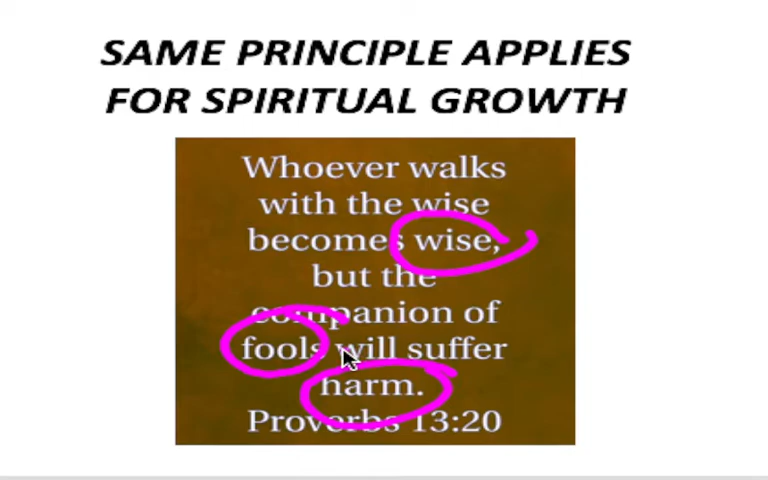 SAME PRINCIPLE APPLIES
FOR SPIRITUAL GROWTH
Whoever walks
with the wise
becomes wise,
but the
companion of
fools will suffer
harm.
Proverbs 13:20